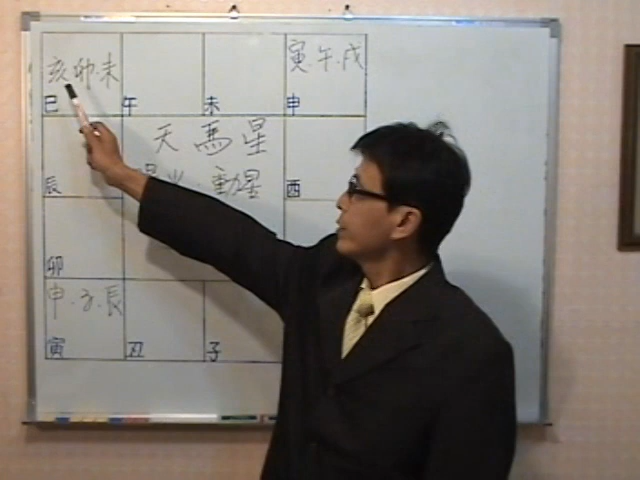 亥·卯·未
寅·午·戌
巳
午
未
申
天馬星
動星
辰
酉
卯
申·子·辰
寅
丑
子